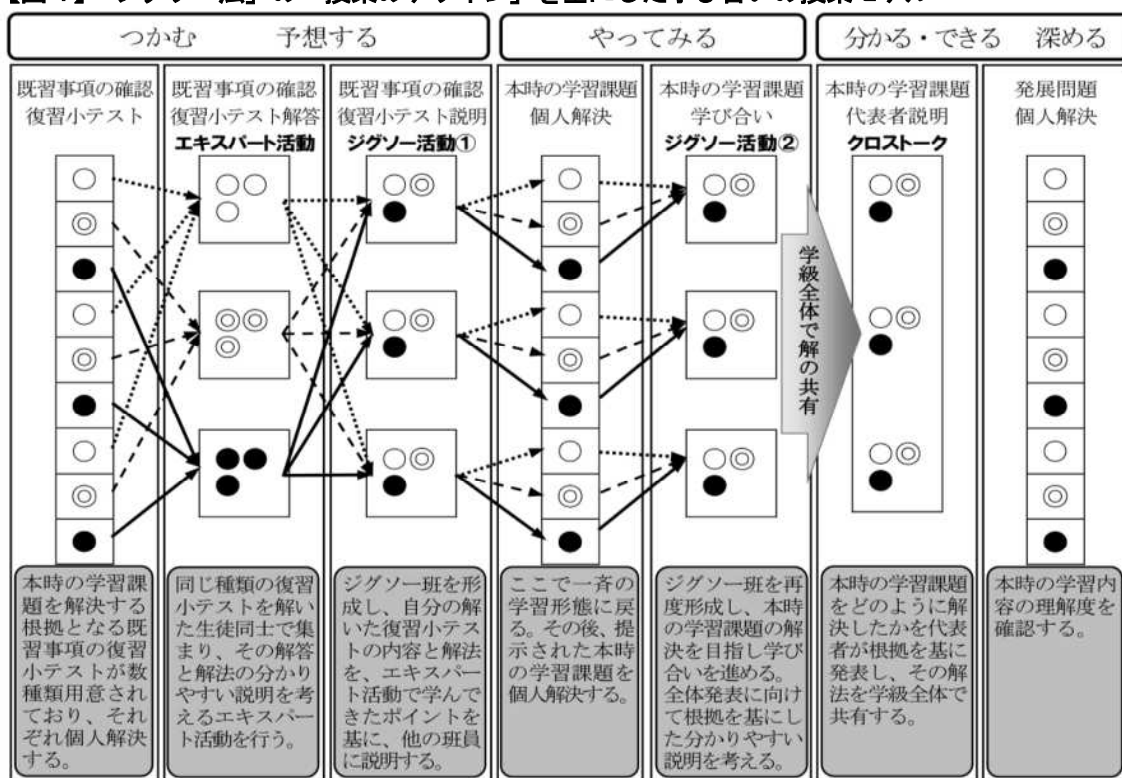 つかむ 予想する
やってみる
分かる・できる 深める
既習事項の確認
復習小テスト
既習事項の確認
復習小テスト解答
エキスパート活動
既習事項の確認
復習小テスト説明
ジグソー活動①
本時の学習課題
個人解決
本時の学習課題
学び合い
ジグソー活動②
本時の学習課題
代表者説明
クロストーク
発展問題
個人解決
学級全体で解の共有
本時の学習課
題を解決する
根拠となる既
習事項の復習
小テストが数
種類用意され
ており、それ
ぞれ個人解決
する。
同じ種類の復習
小テストを解い
た生徒同士で集
まり、その解答
と解法の分かり
やすい説明を考
えるエキスパー
ト活動を行う。
ジグソー班を形
成し、自分の解
いた復習小テス
トの内容と解法
を、エキスパー
ト活動で学んで
きたポイントを
基に、他の班員
に説明する。
ここで一斉の
学習形態に戻
る。その後、提
示された本時
の学習課題を
個人解決する。
ジグソー班を再
度形成し、本時
の学習課題の解
決を目指し学び
合いを進める。
全体発表に向け
て根拠を基にし
た分かりやすい
説明を考える。
本時の学習課題
をどのように解
決したかを代表
者が根拠を基に
発表し、その解
法を学級全体で
共有する。
本時の学習内
容の理解度を
確認する。